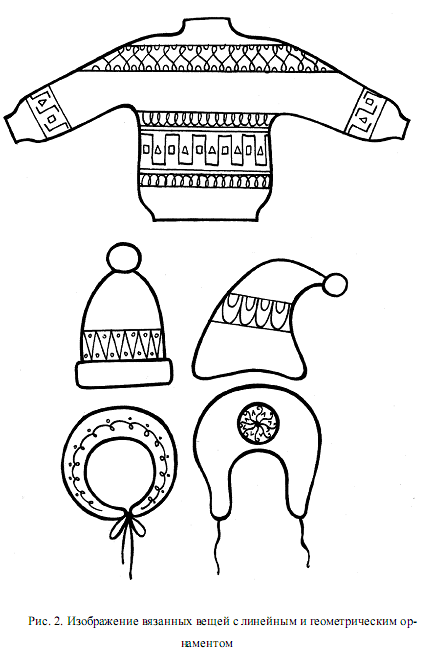 Рис. 2. Изображение вязанных вещей с линейным и геометрическим ор-
наментом